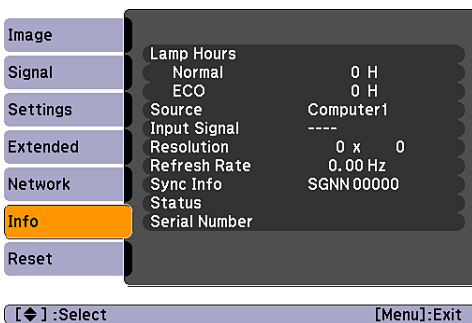 Image
Signal
Settings
Extended
Network
Info
Reset
Lamp Hours
Normal 0 H
ECO 0 H
Source Computer1
Input Signal ----
Resolution 0 x 0
Refresh Rate 0.00 Hz
Sync Info SGNN 00000
Status
Serial Number
[◆] :Select [Menu]:Exit